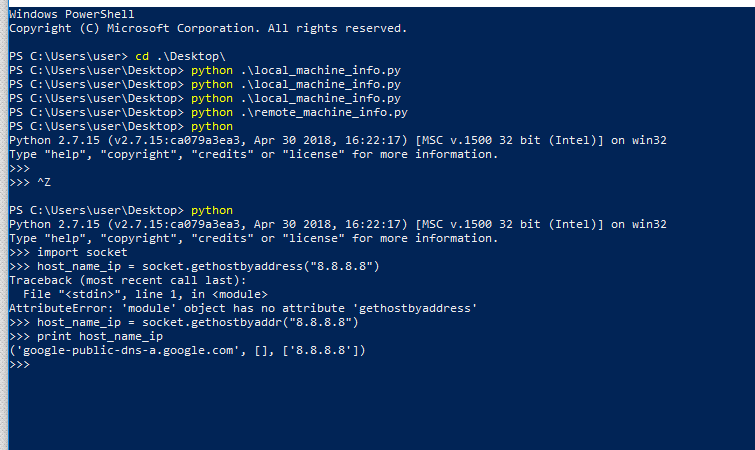 Windows PowerShell
Copyright (C) Microsoft Corporation. All rights reserved.
PS C:\Users\user> cd .\Desktop\
PS C:\Users\user\Desktop> python .\local_machine_info.py
PS C:\Users\user\Desktop> python .\local_machine_info.py
PS C:\Users\user\Desktop> python .\local_machine_info.py
PS C:\Users\user\Desktop> python .\remote_machine_info.py
PS C:\Users\user\Desktop> python
Python 2.7.15 (v2.7.15:ca079a3ea3, Apr 30 2018, 16:22:17) [MSC v.1500 32 bit (Intel)] on win32
Type "help", "copyright", "credits" or "license" for more information.
>>>
>>> ^Z
PS C:\Users\user\Desktop> python
Python 2.7.15 (v2.7.15:ca079a3ea3, Apr 30 2018, 16:22:17) [MSC v.1500 32 bit (Intel)] on win32
Type "help", "copyright", "credits" or "license" for more information.
>>> import socket
>>> host_name_ip = socket.gethostbyaddress("8.8.8.8")
Traceback (most recent call last):
  File "<stdin>", line 1, in <module>
AttributeError: 'module' object has no attribute 'gethostbyaddress'
>>> host_name_ip = socket.gethostbyaddr("8.8.8.8")
>>> print host_name_ip
('google-public-dns-a.google.com', [], ['8.8.8.8'])
>>>